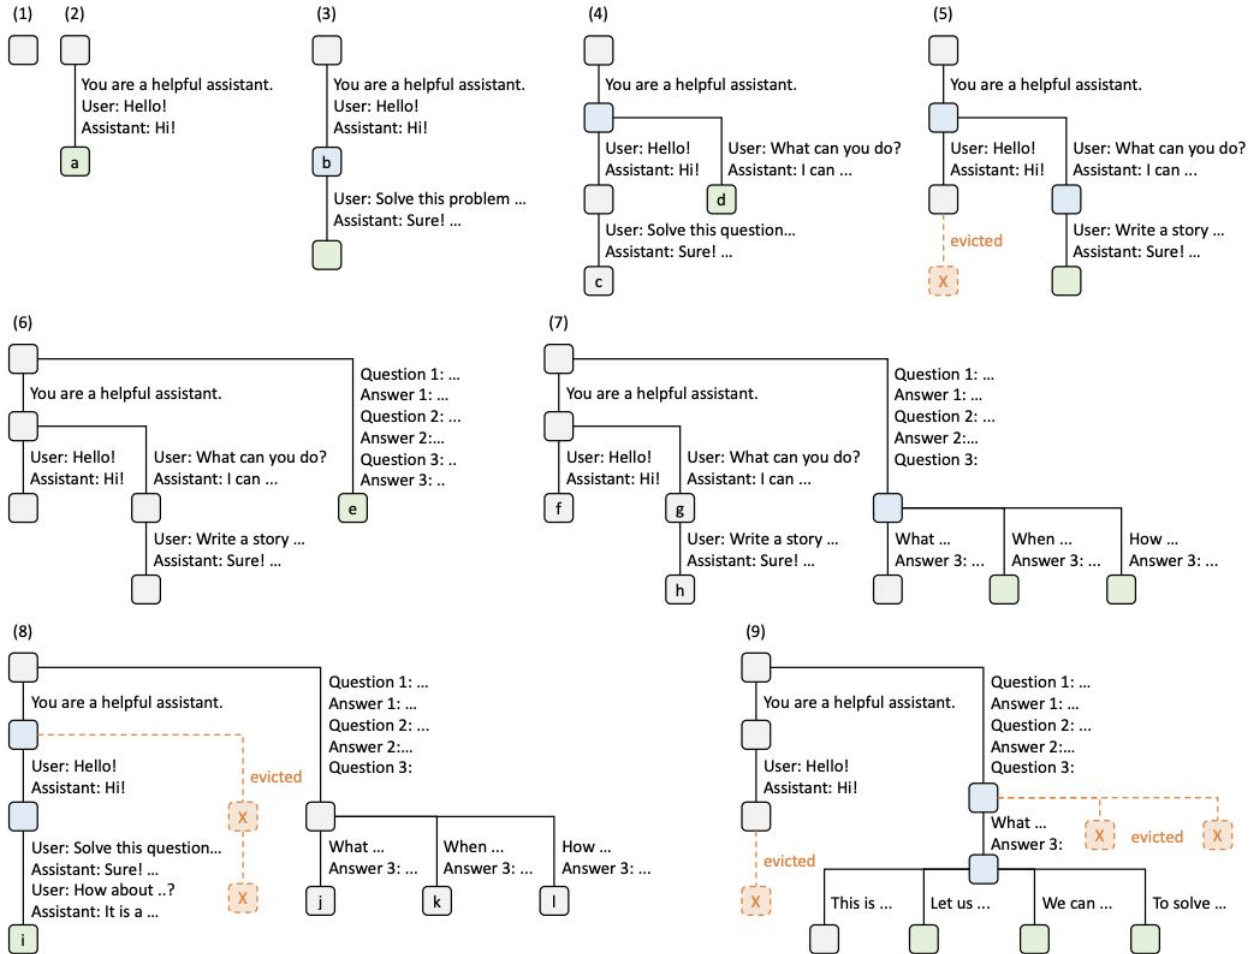 (1)
(2)
You are a helpful assistant.
User: Hello!
Assistant: Hi!
a
(3)
You are a helpful assistant.
User: Hello!
Assistant: Hi!
b
User: Solve this problem ...
Assistant: Sure! ...
(4)
You are a helpful assistant.
User: Hello!
Assistant: Hi!
User: What can you do?
Assistant: I can ...
d
User: Solve this question...
Assistant: Sure! ...
c
(5)
You are a helpful assistant.
User: Hello!
Assistant: Hi!
User: What can you do?
Assistant: I can ...
evicted
X
User: Write a story ...
Assistant: Sure! ...
(6)
You are a helpful assistant.
User: Hello!
Assistant: Hi!
User: What can you do?
Assistant: I can ...
User: Write a story ...
Assistant: Sure! ...
Question 1: ...
Answer 1: ...
Question 2: ...
Answer 2:...
Question 3: ..
Answer 3: ..
e
(7)
You are a helpful assistant.
User: Hello!
Assistant: Hi!
f
User: What can you do?
Assistant: I can ...
g
User: Write a story ...
Assistant: Sure! ...
h
Question 1: ...
Answer 1: ...
Question 2: ...
Answer 2:...
Question 3:
What ...
Answer 3: ...
When ...
Answer 3: ...
How ...
Answer 3: ...
(8)
You are a helpful assistant.
User: Hello!
Assistant: Hi!
evicted
X
X
User: Solve this question...
Assistant: Sure! ...
User: How about ..?
Assistant: It is a ...
i
Question 1: ...
Answer 1: ...
Question 2: ...
Answer 2:...
Question 3:
What ...
Answer 3: ...
j
When ...
Answer 3: ...
k
How ...
Answer 3: ...
l
(9)
You are a helpful assistant.
User: Hello!
Assistant: Hi!
evicted
X
Question 1: ...
Answer 1: ...
Question 2: ...
Answer 2:...
Question 3:
What ...
Answer 3:
X
evicted
X
This is ...
Let us ...
We can ...
To solve ...